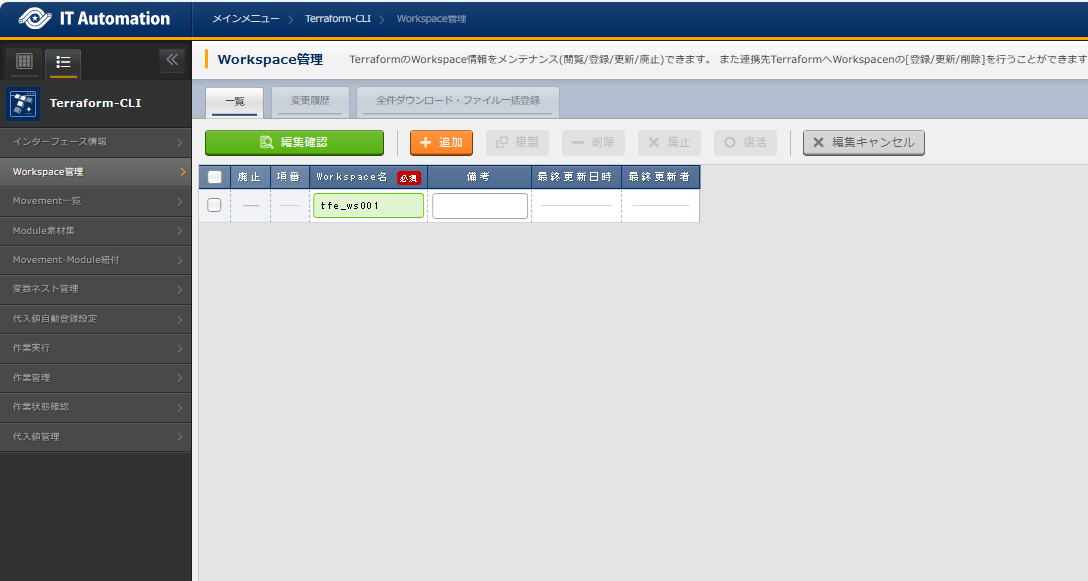 IT Automation
メインメニュー > Terraform-CLI > Workspace管理
Terraform-CLI
インターフェース情報
Workspace管理
Movement一覧
Module素材集
Movement-Module紐付
変数ネスト管理
代入値自動登録設定
作業実行
作業管理
作業状態確認
代入値管理
Workspace管理 TerraformのWorkspace情報をメンテナンス(閲覧/登録/更新/廃止)できます。 また連携先TerraformへWorkspaceの[登録/更新/削除]を行うことができます
一覧 変更履歴 全件ダウンロード・ファイル一括登録
編集確認 追加 複製 削除 廃止 復活 編集キャンセル
廃止 項番 Workspace名 必須 備考 最終更新日時 最終更新者
tfe_ws001